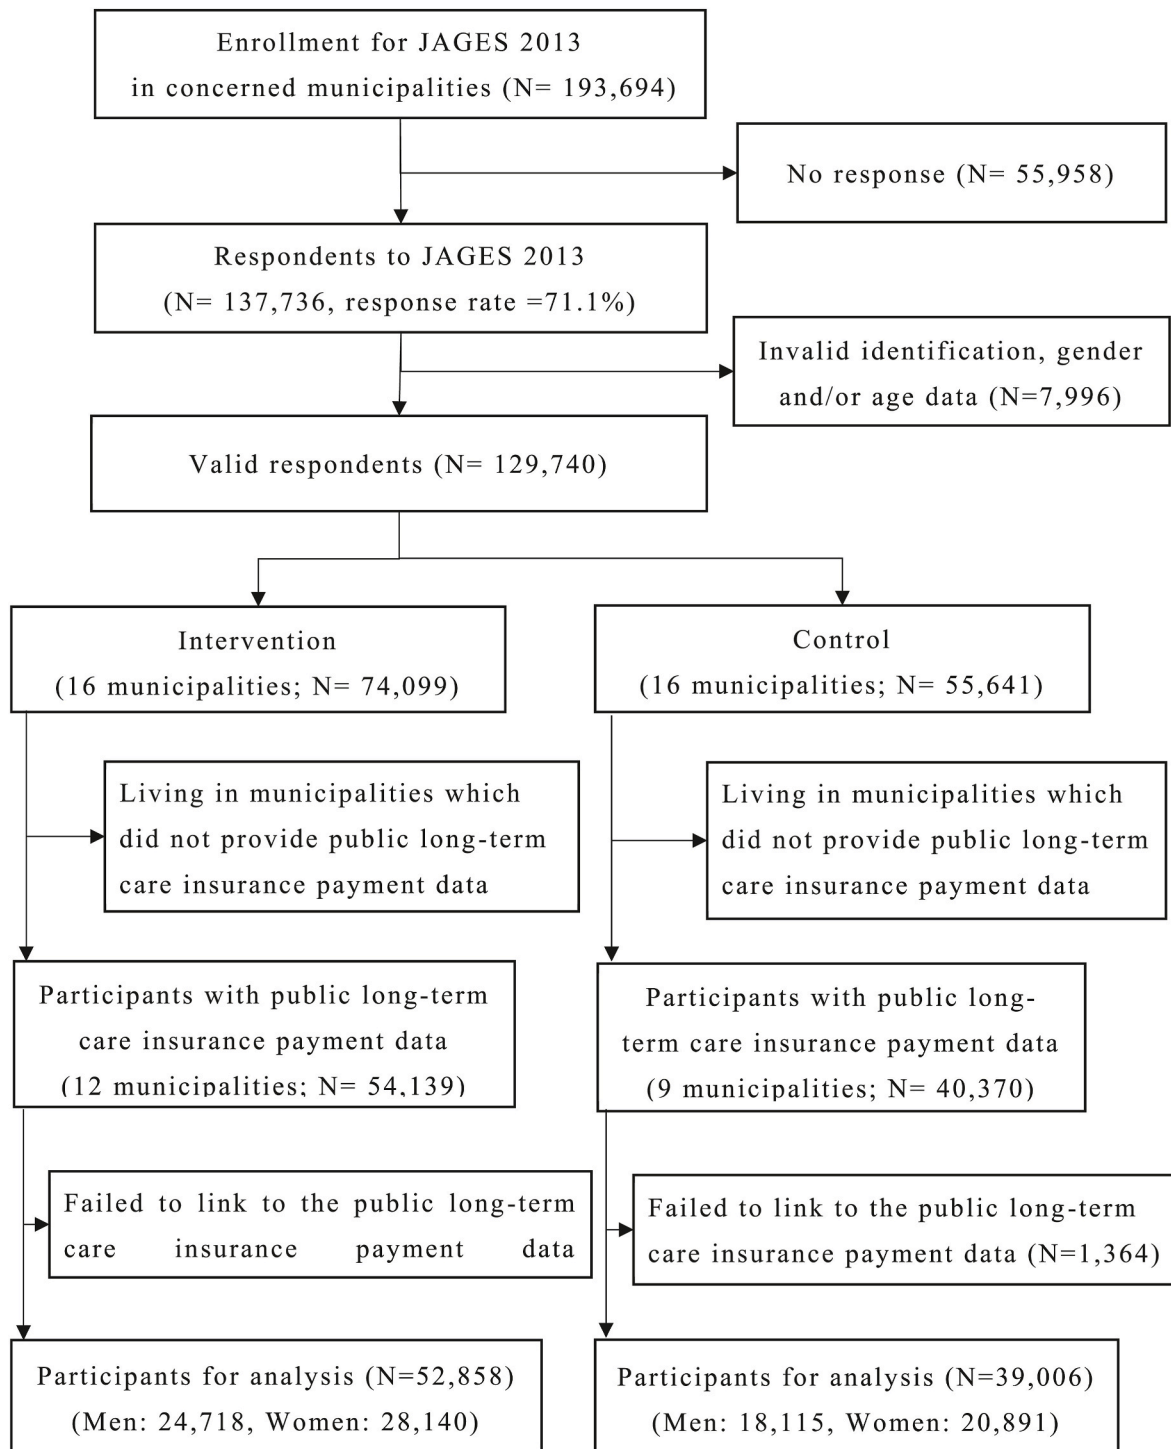 Enrollment for JAGES 2013
in concerned municipalities (N= 193,694)
No response (N= 55,958)
Respondents to JAGES 2013
(N= 137,736, response rate =71.1%)
Invalid identification, gender
and/or age data (N=7,996)
Valid respondents (N= 129,740)
Intervention
(16 municipalities; N= 74,099)
Control
(16 municipalities; N= 55,641)
Living in municipalities which
did not provide public long-term
care insurance payment data
Living in municipalities which
did not provide public long-term
care insurance payment data
Participants with public long-term
care insurance payment data
(12 municipalities; N= 54,139)
Participants with public long-
term care insurance payment data
(9 municipalities; N= 40,370)
Failed to link to the public long-term
care insurance payment data
Failed to link to the public long-term
care insurance payment data (N=1,364)
Participants for analysis (N=52,858)
(Men: 24,718, Women: 28,140)
Participants for analysis (N=39,006)
(Men: 18,115, Women: 20,891)